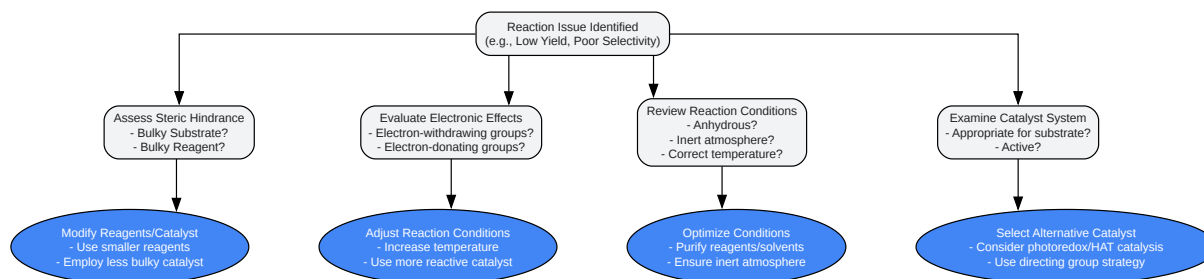 Reaction Issue Identified
(e.g., Low Yield, Poor Selectivity)
Assess Steric Hindrance
- Bulky Substrate?
- Bulky Reagent?
Evaluate Electronic Effects
- Electron-withdrawing groups?
- Electron-donating groups?
Review Reaction Conditions
- Anhydrous?
- Inert atmosphere?
- Correct temperature?
Examine Catalyst System
- Appropriate for substrate?
- Active?
Modify Reagents/Catalyst
- Use smaller reagents
- Employ less bulky catalyst
Adjust Reaction Conditions
- Increase temperature
- Use more reactive catalyst
Optimize Conditions
- Purify reagents/solvents
- Ensure inert atmosphere
Select Alternative Catalyst
- Consider photoredox/HAT catalysis
- Use directing group strategy